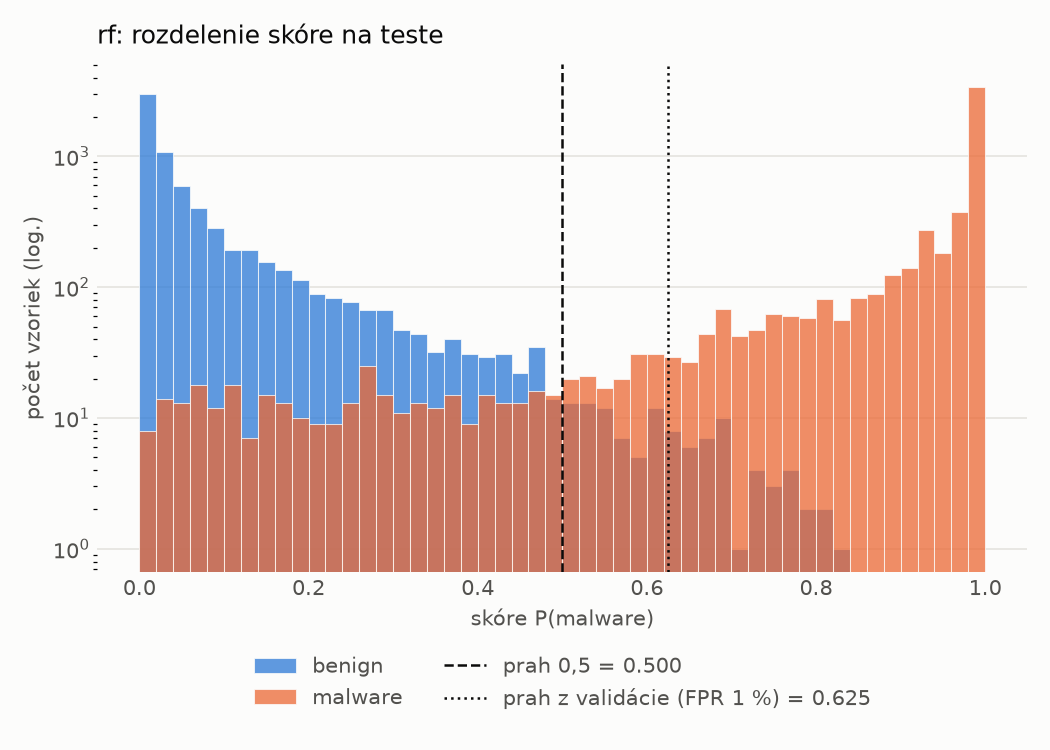 rf: rozdelenie skóre na teste
počet vzoriek (log.)
10³
10²
10¹
10⁰
0.0 0.2 0.4 0.6 0.8 1.0
skóre P(malware)
benign
malware
prah 0,5 = 0.500
prah z validácie (FPR 1 %) = 0.625